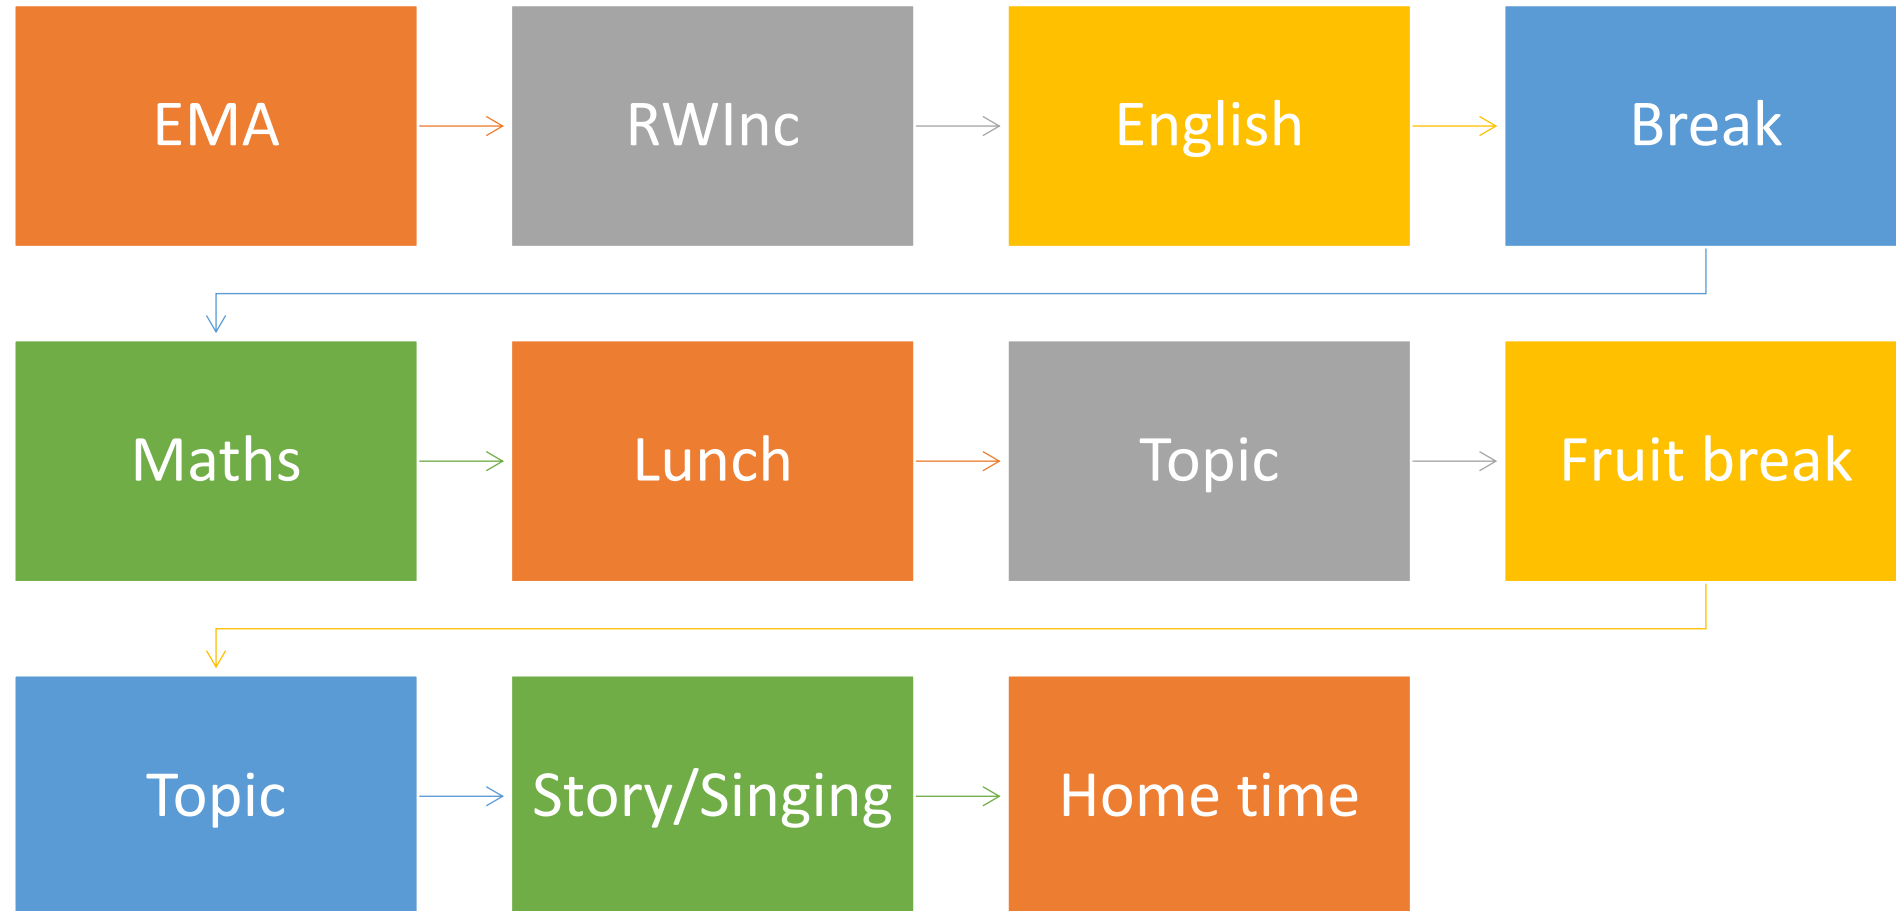 EMA
RWInc
English
Break
Maths
Lunch
Topic
Fruit break
Topic
Story/Singing
Home time